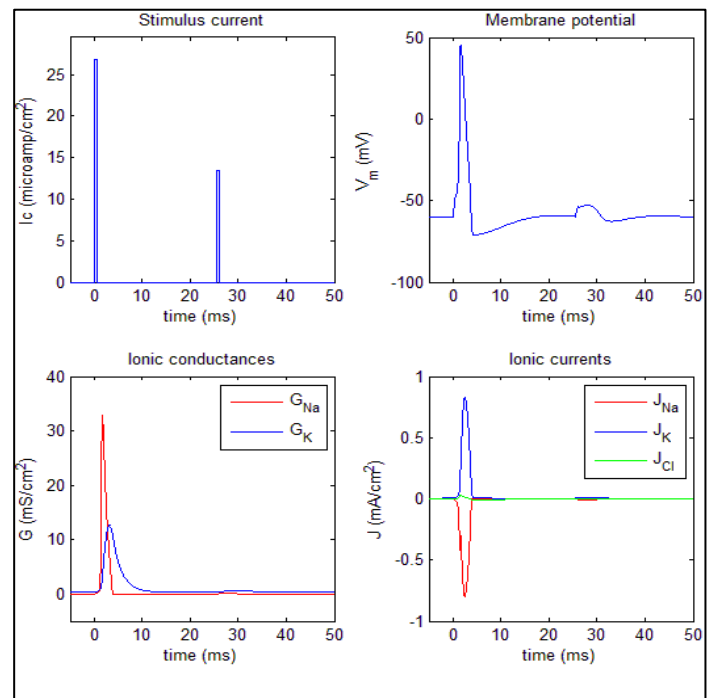 Stimulus current
Ic (microamp/cm²)
25
20
15
10
5
0
0 10 20 30 40 50
time (ms)
Membrane potential
V_m (mV)
50
0
-50
-100
0 10 20 30 40 50
time (ms)
Ionic conductances
G (mS/cm²)
40
30
20
10
0
G_Na
G_K
0 10 20 30 40 50
time (ms)
Ionic currents
J (mA/cm²)
1
0.5
0
-0.5
-1
J_Na
J_K
J_Cl
0 10 20 30 40 50
time (ms)